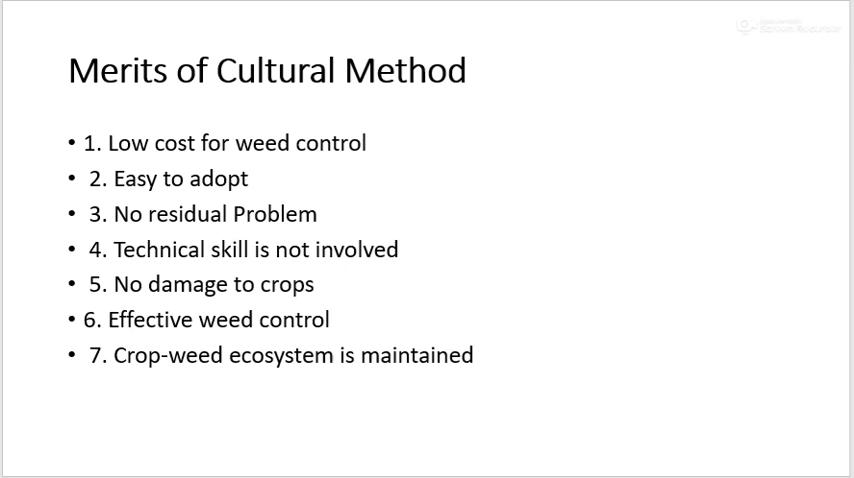 Merits of Cultural Method
• 1. Low cost for weed control
• 2. Easy to adopt
• 3. No residual Problem
• 4. Technical skill is not involved
• 5. No damage to crops
• 6. Effective weed control
• 7. Crop-weed ecosystem is maintained
Screen Recorder